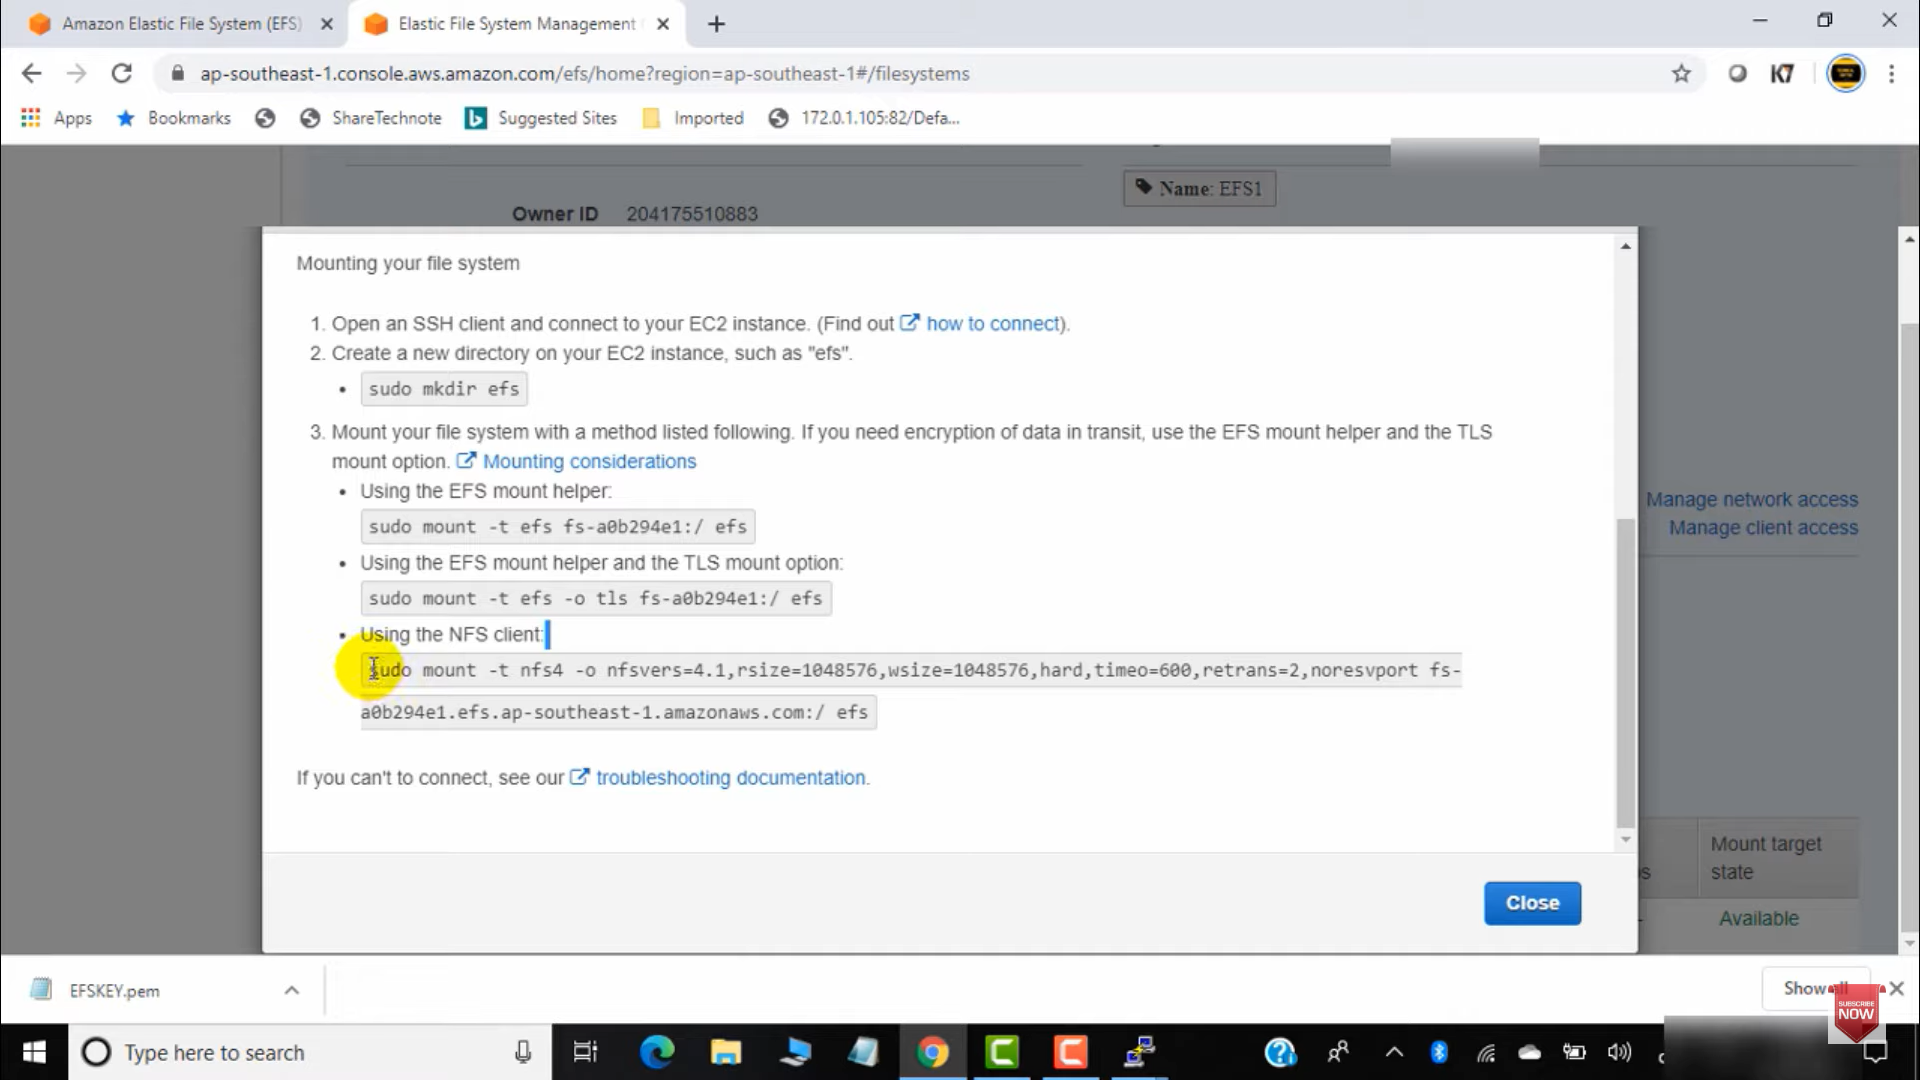 Amazon Elastic File System (EFS)
Elastic File System Management
ap-southeast-1.console.aws.amazon.com/efs/home?region=ap-southeast-1#/filesystems
K7
Apps
Bookmarks
ShareTechnote
Suggested Sites
Imported
172.0.1.105:82/Defa...
Name: EFS1
Owner ID 204175510883
Mounting your file system
1. Open an SSH client and connect to your EC2 instance. (Find out how to connect).
2. Create a new directory on your EC2 instance, such as "efs".
• sudo mkdir efs
3. Mount your file system with a method listed following. If you need encryption of data in transit, use the EFS mount helper and the TLS
mount option. Mounting considerations
• Using the EFS mount helper:
sudo mount -t efs fs-a0b294e1:/ efs
• Using the EFS mount helper and the TLS mount option:
sudo mount -t efs -o tls fs-a0b294e1:/ efs
• Using the NFS client:
sudo mount -t nfs4 -o nfsvers=4.1,rsize=1048576,wsize=1048576,hard,timeo=600,retrans=2,noresvport fs-
a0b294e1.efs.ap-southeast-1.amazonaws.com:/ efs
If you can't to connect, see our troubleshooting documentation.
Manage network access
Manage client access
Mount target
state
Available
Close
EFSKEY.pem
Show all
SUBSCRIBE
NOW
Type here to search